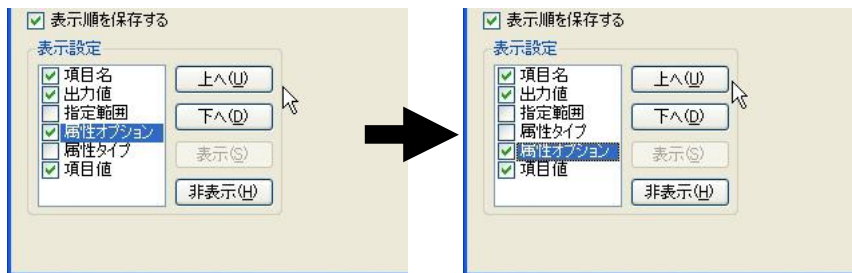 表示順を保存する
表示設定
項目名
出力値
指定範囲
属性オプション
属性タイプ
項目値
上へ(U)
下へ(D)
表示(S)
非表示(H)
表示順を保存する
表示設定
項目名
出力値
指定範囲
属性タイプ
属性オプション
項目値
上へ(U)
下へ(D)
表示(S)
非表示(H)